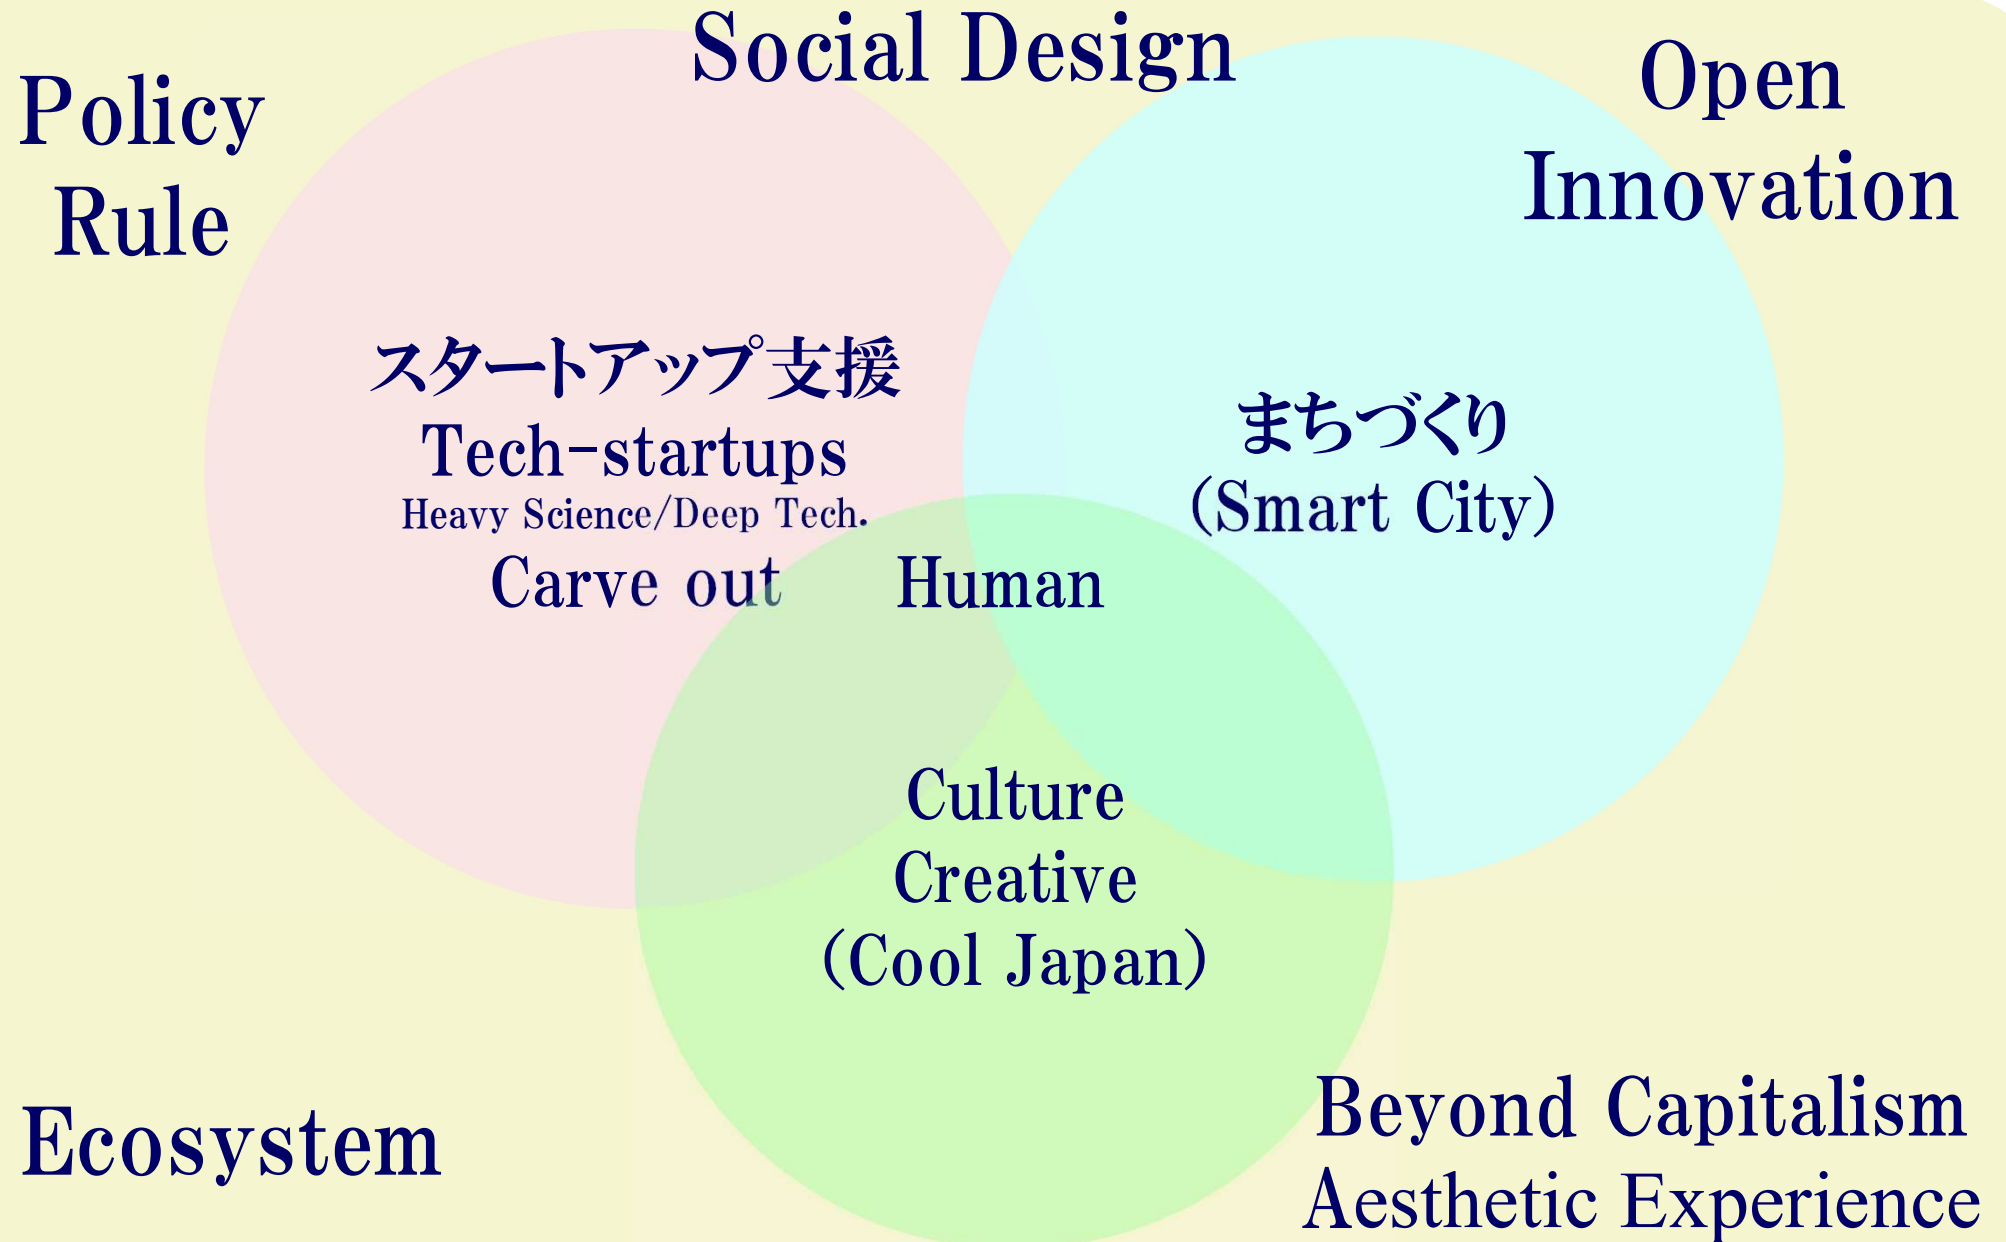 Social Design
Policy
Rule
Open
Innovation
スタートアップ支援
Tech-startups
Heavy Science/Deep Tech.
Carve out
まちづくり
(Smart City)
Human
Culture
Creative
(Cool Japan)
Ecosystem
Beyond Capitalism
Aesthetic Experience